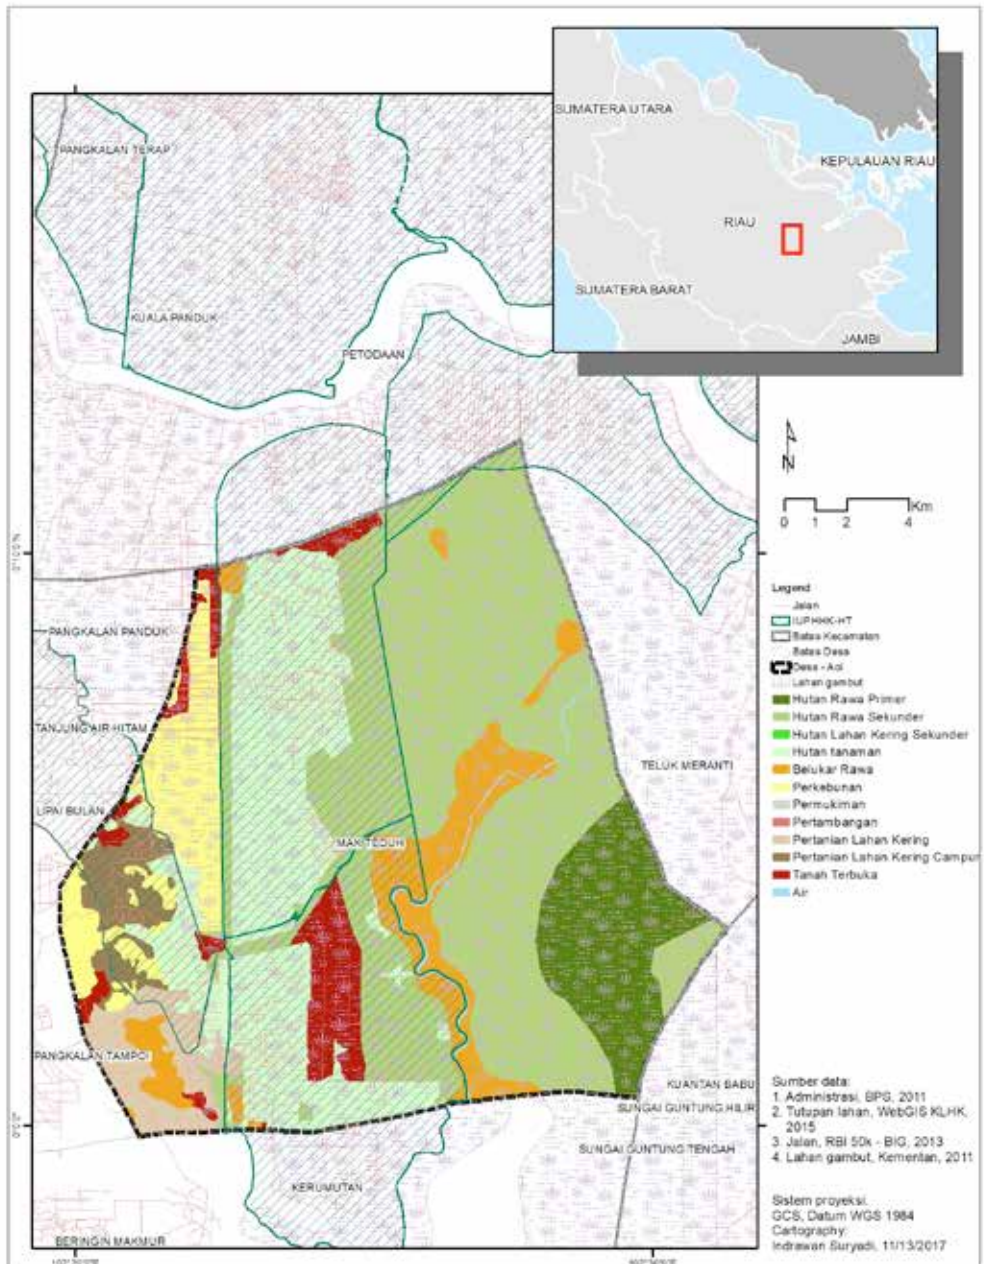 SUMATERA UTARA
KEPULAUAN RIAU
RIAU
SUMATERA BARAT
JAMBI
PANGKALAN TERAP
KUALA PANDUK
PETODAAN
PANGKALAN PANDUK
TANJUNG AIR HITAM
LIPAI BULAN
MAK TEDUH
TELUK MERANTI
PANGKALAN TAMPOI
KUANTAN BABU
SUNGAI GUNTUNG HILIR
SUNGAI GUNTUNG TENGAH
KERUMUTAN
BERINGIN MAKMUR
0°10'0"N
0°0'0"
N
Km
0 1 2 4
Legend
Jalan
IUPHHK-HT
Batas Kecamatan
Batas Desa
Desa - AoI
Lahan gambut
Hutan Rawa Primer
Hutan Rawa Sekunder
Hutan Lahan Kering Sekunder
Hutan tanaman
Belukar Rawa
Perkebunan
Permukiman
Pertambangan
Pertanian Lahan Kering
Pertanian Lahan Kering Campur
Tanah Terbuka
Air
Sumber data:
1. Administrasi, BPS, 2011
2. Tutupan lahan, WebGIS KLHK,
2015
3. Jalan, RBI 50k - BIG, 2013
4. Lahan gambut, Kementan, 2011
Sistem proyeksi:
GCS, Datum WGS 1984
Cartography:
Indrawan Suryadi, 11/13/2017